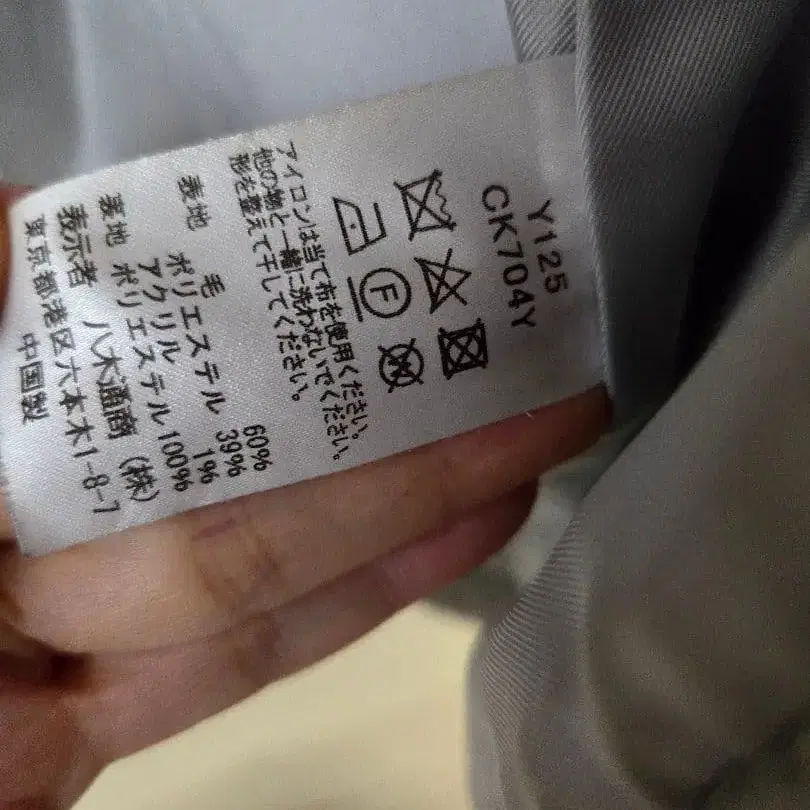 Y125
CK704Y
F
アイロンは当て布を使用ください。
他の物と一緒に洗わないでください。
形を整えて干してください。
表地 毛 60%
ポリエステル 39%
アクリル 1%
裏地 ポリエステル100%
表示者 八木通商(株)
東京都港区六本木1-8-7
中国製